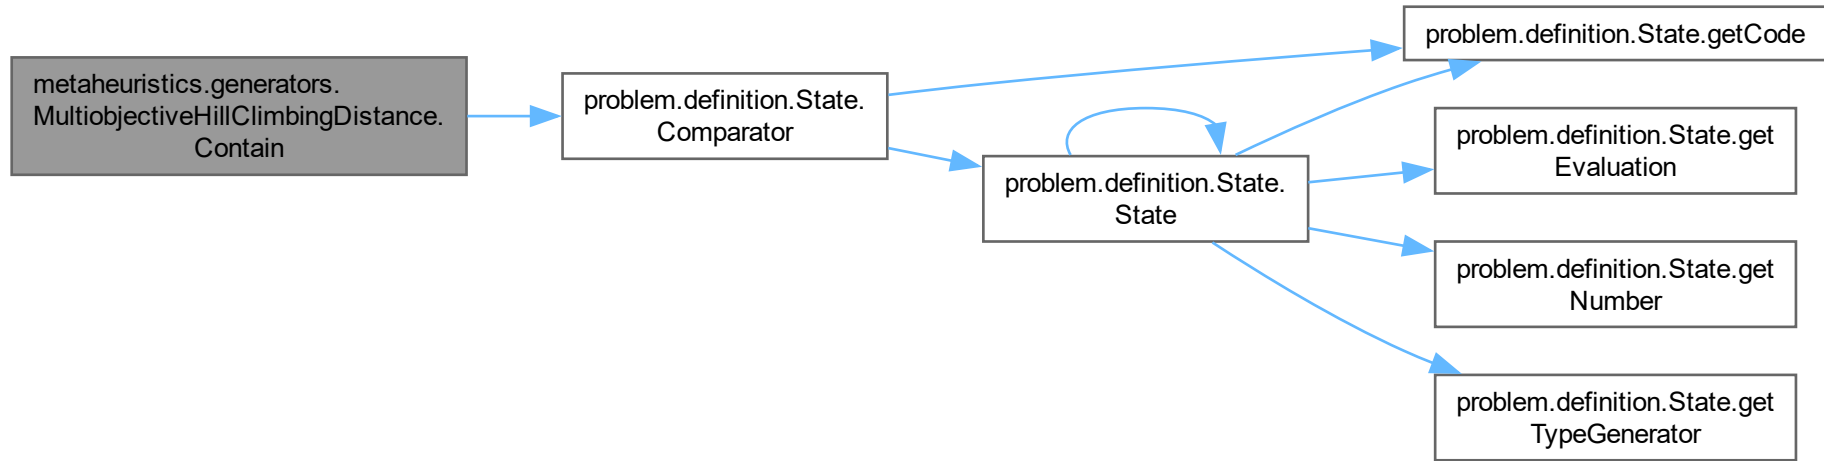 metaheuristics.generators.
MultiobjectiveHillClimbingDistance.
Contain
problem.definition.State.
Comparator
problem.definition.State.
State
problem.definition.State.getCode
problem.definition.State.get
Evaluation
problem.definition.State.get
Number
problem.definition.State.get
TypeGenerator